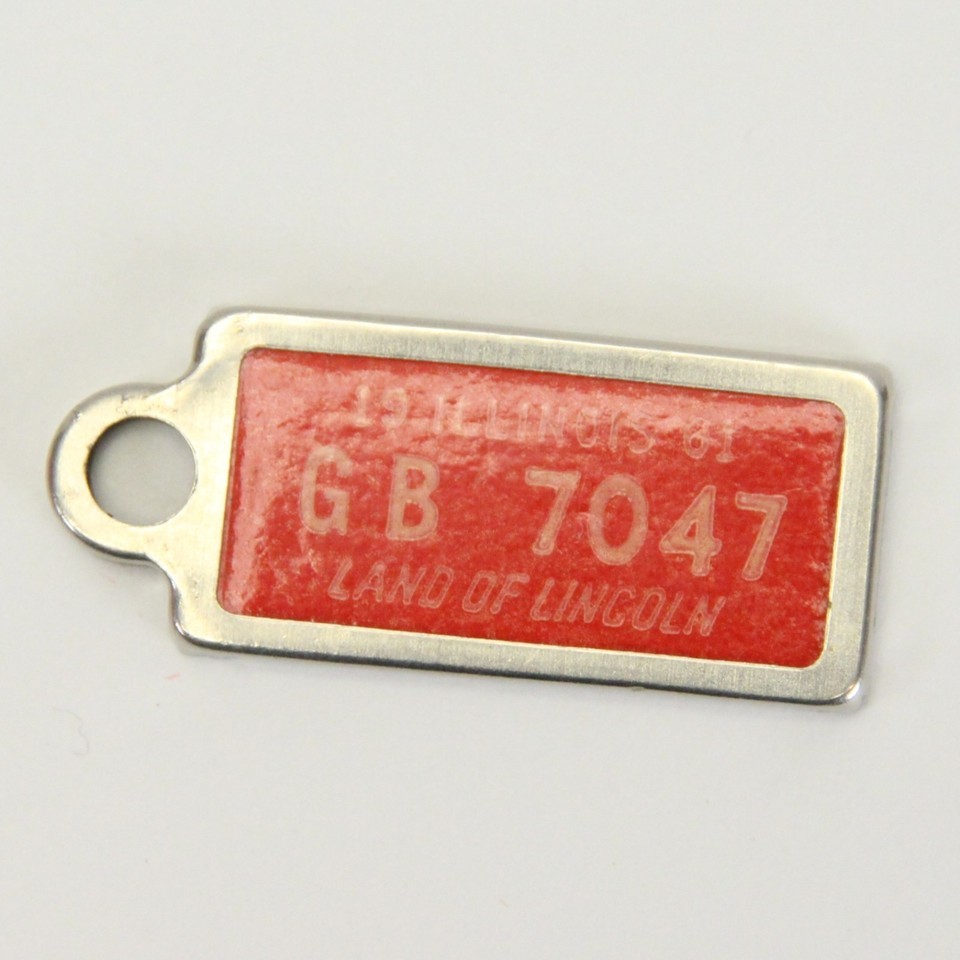 19 ILLINOIS 61
GB 7047
LAND OF LINCOLN